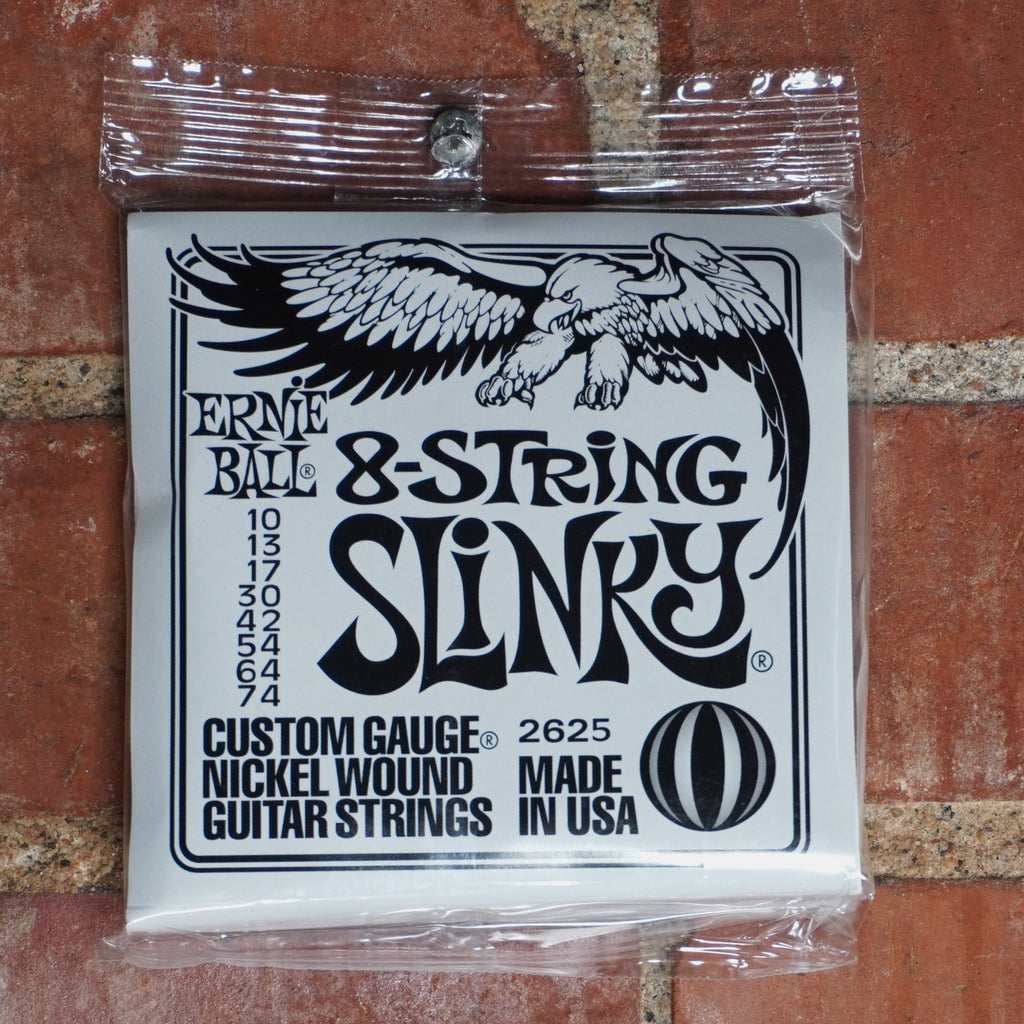 ERNiE
BALL®
8-STRiNG
SLiNKY®
10
13
17
30
42
54
64
74
CUSTOM GAUGE®
NICKEL WOUND
GUITAR STRINGS
2625
MADE
IN USA